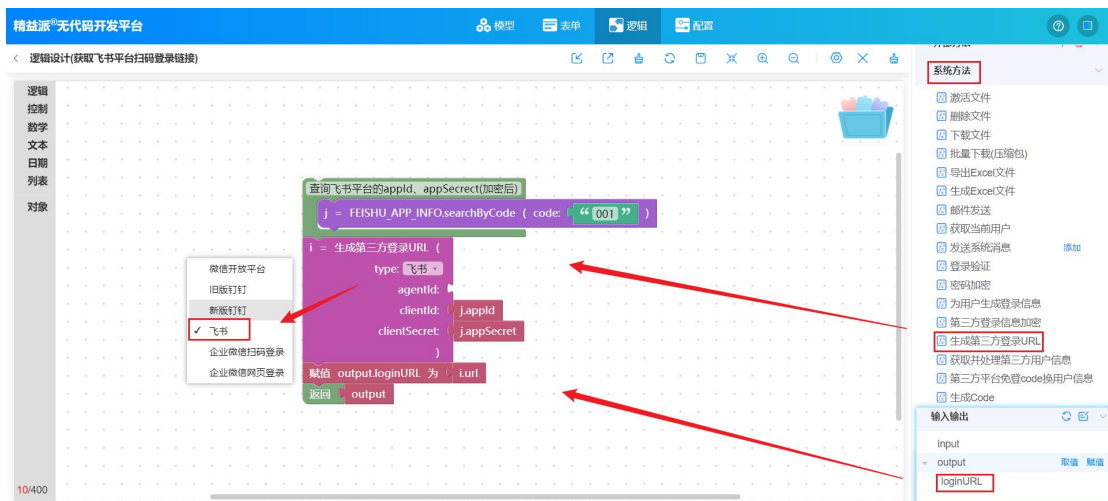 精益派®无代码开发平台
模型
表单
逻辑
配置
逻辑设计(获取飞书平台扫码登录链接)
逻辑
控制
数学
文本
日期
列表
对象
10/400
查询飞书平台的appId、appSecrect(加密后)
j = FEISHU_APP_INFO.searchByCode ( code: “ 001 ” )
i = 生成第三方登录URL (
type: 飞书
agentId:
clientId: j.appId
clientSecret: j.appSecret
)
赋值 output.loginURL 为 i.url
返回 output
微信开放平台
旧版钉钉
新版钉钉
✓ 飞书
企业微信扫码登录
企业微信网页登录
系统方法
激活文件
删除文件
下载文件
批量下载(压缩包)
导出Excel文件
生成Excel文件
邮件发送
获取当前用户
发送系统消息 添加
登录验证
密码加密
为用户生成登录信息
第三方登录信息加密
生成第三方登录URL
获取并处理第三方用户信息
第三方平台免登code换用户信息
生成Code
输入输出
input
output 取值 赋值
loginURL